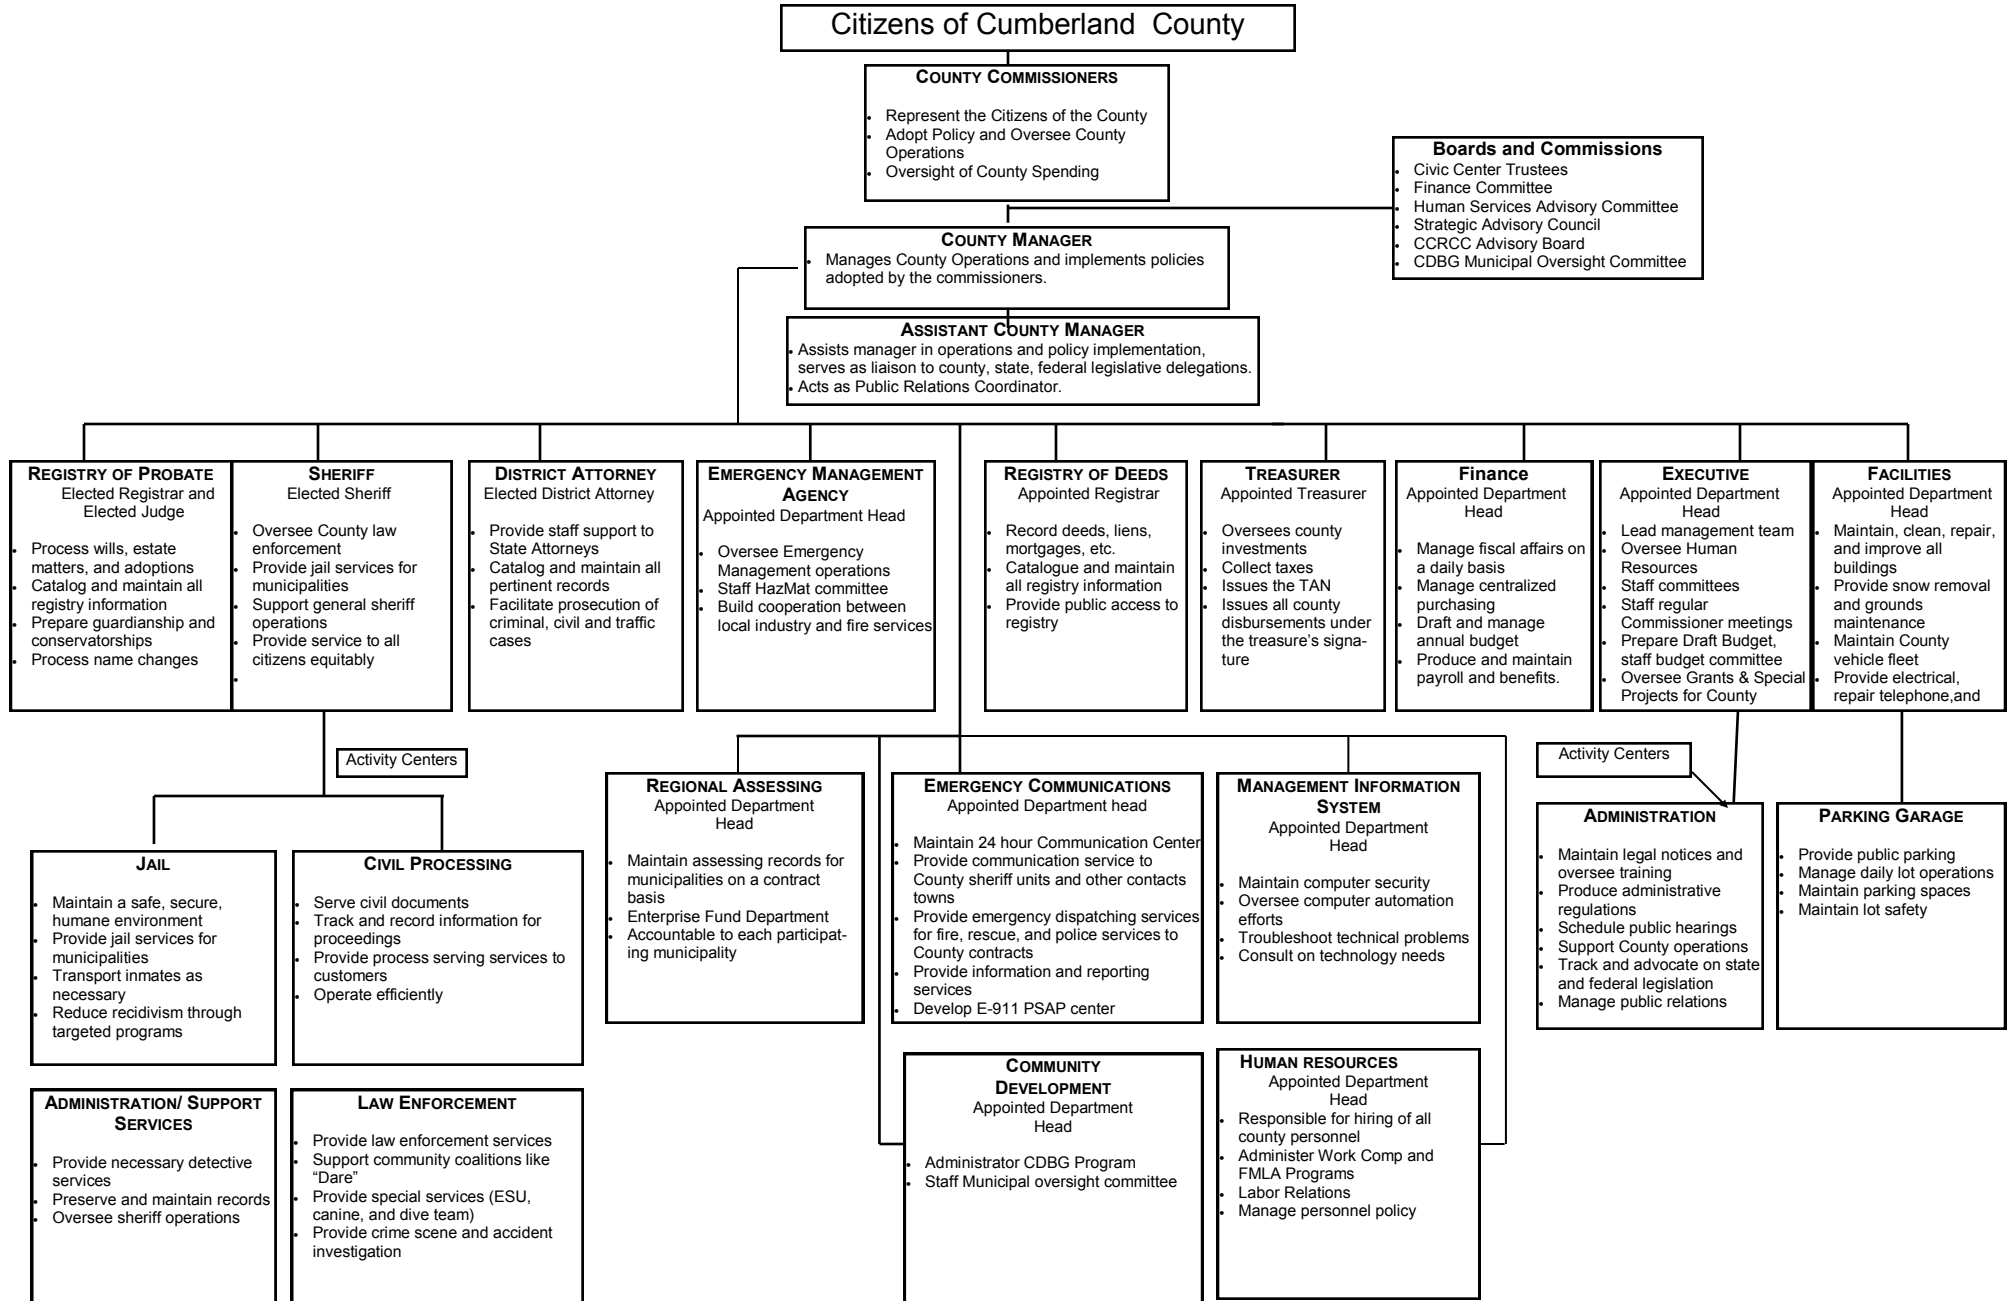 Citizens of Cumberland  County
COUNTY COMMISSIONERS
• Represent the Citizens of the County
• Adopt Policy and Oversee County
Operations
• Oversight of County Spending
Boards and Commissions
• Civic Center Trustees
• Finance Committee
• Human Services Advisory Committee
• Strategic Advisory Council
• CCRCC Advisory Board
• CDBG Municipal Oversight Committee
COUNTY MANAGER
• Manages County Operations and implements policies
adopted by the commissioners.
ASSISTANT COUNTY MANAGER
• Assists manager in operations and policy implementation,
serves as liaison to county, state, federal legislative delegations.
• Acts as Public Relations Coordinator.
REGISTRY OF PROBATE
Elected Registrar and
Elected Judge
• Process wills, estate
matters, and adoptions
• Catalog and maintain all
registry information
• Prepare guardianship and
conservatorships
• Process name changes
SHERIFF
Elected Sheriff
• Oversee County law
enforcement
• Provide jail services for
municipalities
• Support general sheriff
operations
• Provide service to all
citizens equitably
•
DISTRICT ATTORNEY
Elected District Attorney
• Provide staff support to
State Attorneys
• Catalog and maintain all
pertinent records
• Facilitate prosecution of
criminal, civil and traffic
cases
EMERGENCY MANAGEMENT
AGENCY
Appointed Department Head
• Oversee Emergency
Management operations
• Staff HazMat committee
• Build cooperation between
local industry and fire services
REGISTRY OF DEEDS
Appointed Registrar
• Record deeds, liens,
mortgages, etc.
• Catalogue and maintain
all registry information
• Provide public access to
registry
TREASURER
Appointed Treasurer
• Oversees county
investments
• Collect taxes
• Issues the TAN
• Issues all county
disbursements under
the treasure's signa-
ture
Finance
Appointed Department
Head
• Manage fiscal affairs on
a daily basis
• Manage centralized
purchasing
• Draft and manage
annual budget
• Produce and maintain
payroll and benefits.
EXECUTIVE
Appointed Department
Head
• Lead management team
• Oversee Human
Resources
• Staff committees
• Staff regular
Commissioner meetings
• Prepare Draft Budget,
staff budget committee
• Oversee Grants & Special
Projects for County
FACILITIES
Appointed Department
Head
• Maintain, clean, repair,
and improve all
buildings
• Provide snow removal
and grounds
maintenance
• Maintain County
vehicle fleet
• Provide electrical,
repair telephone,and
Activity Centers
JAIL
• Maintain a safe, secure,
humane environment
• Provide jail services for
municipalities
• Transport inmates as
necessary
• Reduce recidivism through
targeted programs
CIVIL PROCESSING
• Serve civil documents
• Track and record information for
proceedings
• Provide process serving services to
customers
• Operate efficiently
ADMINISTRATION/ SUPPORT
SERVICES
• Provide necessary detective
services
• Preserve and maintain records
• Oversee sheriff operations
LAW ENFORCEMENT
• Provide law enforcement services
• Support community coalitions like
“Dare”
• Provide special services (ESU,
canine, and dive team)
• Provide crime scene and accident
investigation
REGIONAL ASSESSING
Appointed Department
Head
• Maintain assessing records for
municipalities on a contract
basis
• Enterprise Fund Department
• Accountable to each participat-
ing municipality
EMERGENCY COMMUNICATIONS
Appointed Department head
• Maintain 24 hour Communication Center
• Provide communication service to
County sheriff units and other contacts
towns
• Provide emergency dispatching services
for fire, rescue, and police services to
County contracts
• Provide information and reporting
services
• Develop E-911 PSAP center
MANAGEMENT INFORMATION
SYSTEM
Appointed Department
Head
• Maintain computer security
• Oversee computer automation
efforts
• Troubleshoot technical problems
• Consult on technology needs
COMMUNITY
DEVELOPMENT
Appointed Department
Head
• Administrator CDBG Program
• Staff Municipal oversight committee
HUMAN RESOURCES
Appointed Department
Head
• Responsible for hiring of all
county personnel
• Administer Work Comp and
FMLA Programs
• Labor Relations
• Manage personnel policy
Activity Centers
ADMINISTRATION
• Maintain legal notices and
oversee training
• Produce administrative
regulations
• Schedule public hearings
• Support County operations
• Track and advocate on state
and federal legislation
• Manage public relations
PARKING GARAGE
• Provide public parking
• Manage daily lot operations
• Maintain parking spaces
• Maintain lot safety